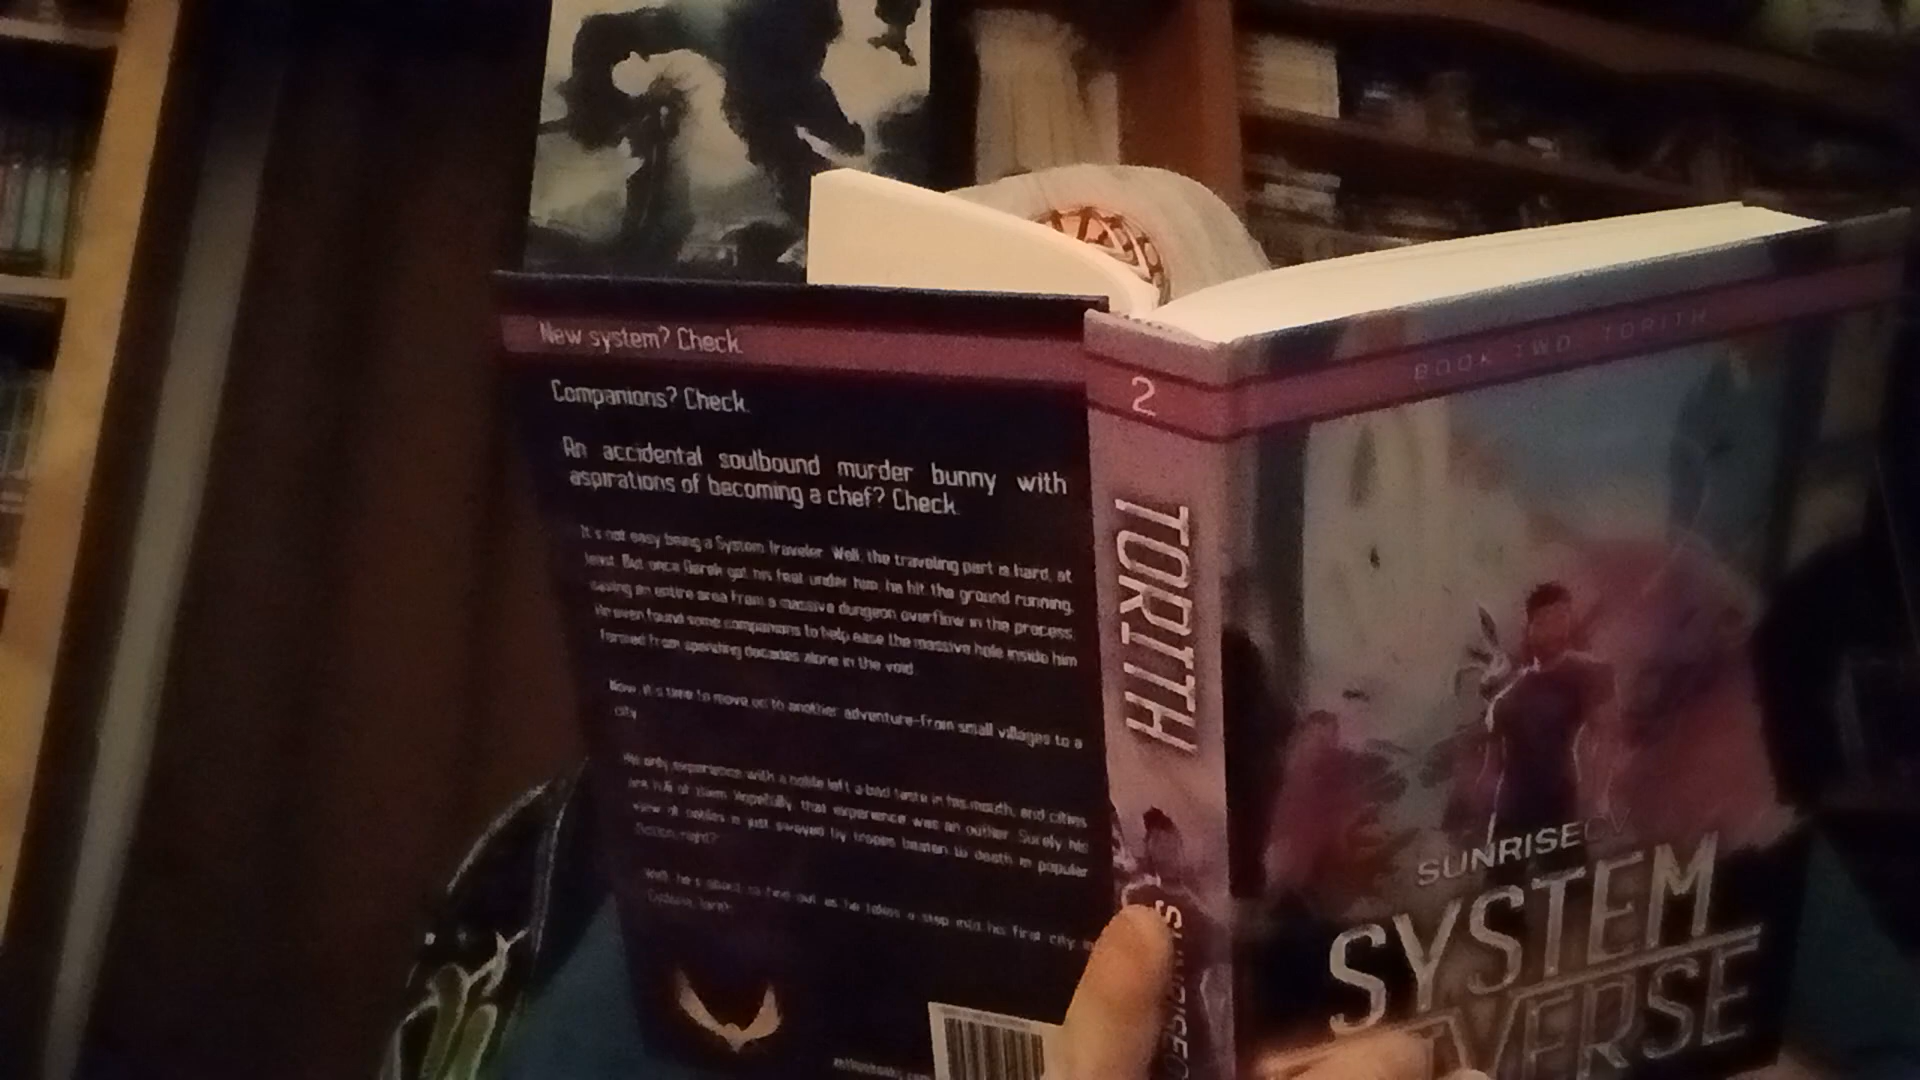 New system? Check.
Companions? Check.
An accidental soulbound murder bunny with
aspirations of becoming a chef? Check.
It's not easy being a System Traveler. Well, the traveling part is hard, at
least. But once Derek got his feet under him, he hit the ground running,
saving an entire area from a massive dungeon overflow in the process.
He even found some companions to help ease the massive hole inside him
formed from spending decades alone in the void.
Now, it's time to move on to another adventure-from small villages to a
city.
His only experience with a noble left a bad taste in his mouth, and cities
are full of them. Hopefully, that experience was an outlier. Surely his
view of nobles is just swayed by tropes beaten to death in popular
fiction, right?
Well, he's about to find out as he takes a step into his first city in
2
TORITH
SUNRISEC
BOOK TWO: TORITH
SUNRISECV
SYSTEM
VERSE